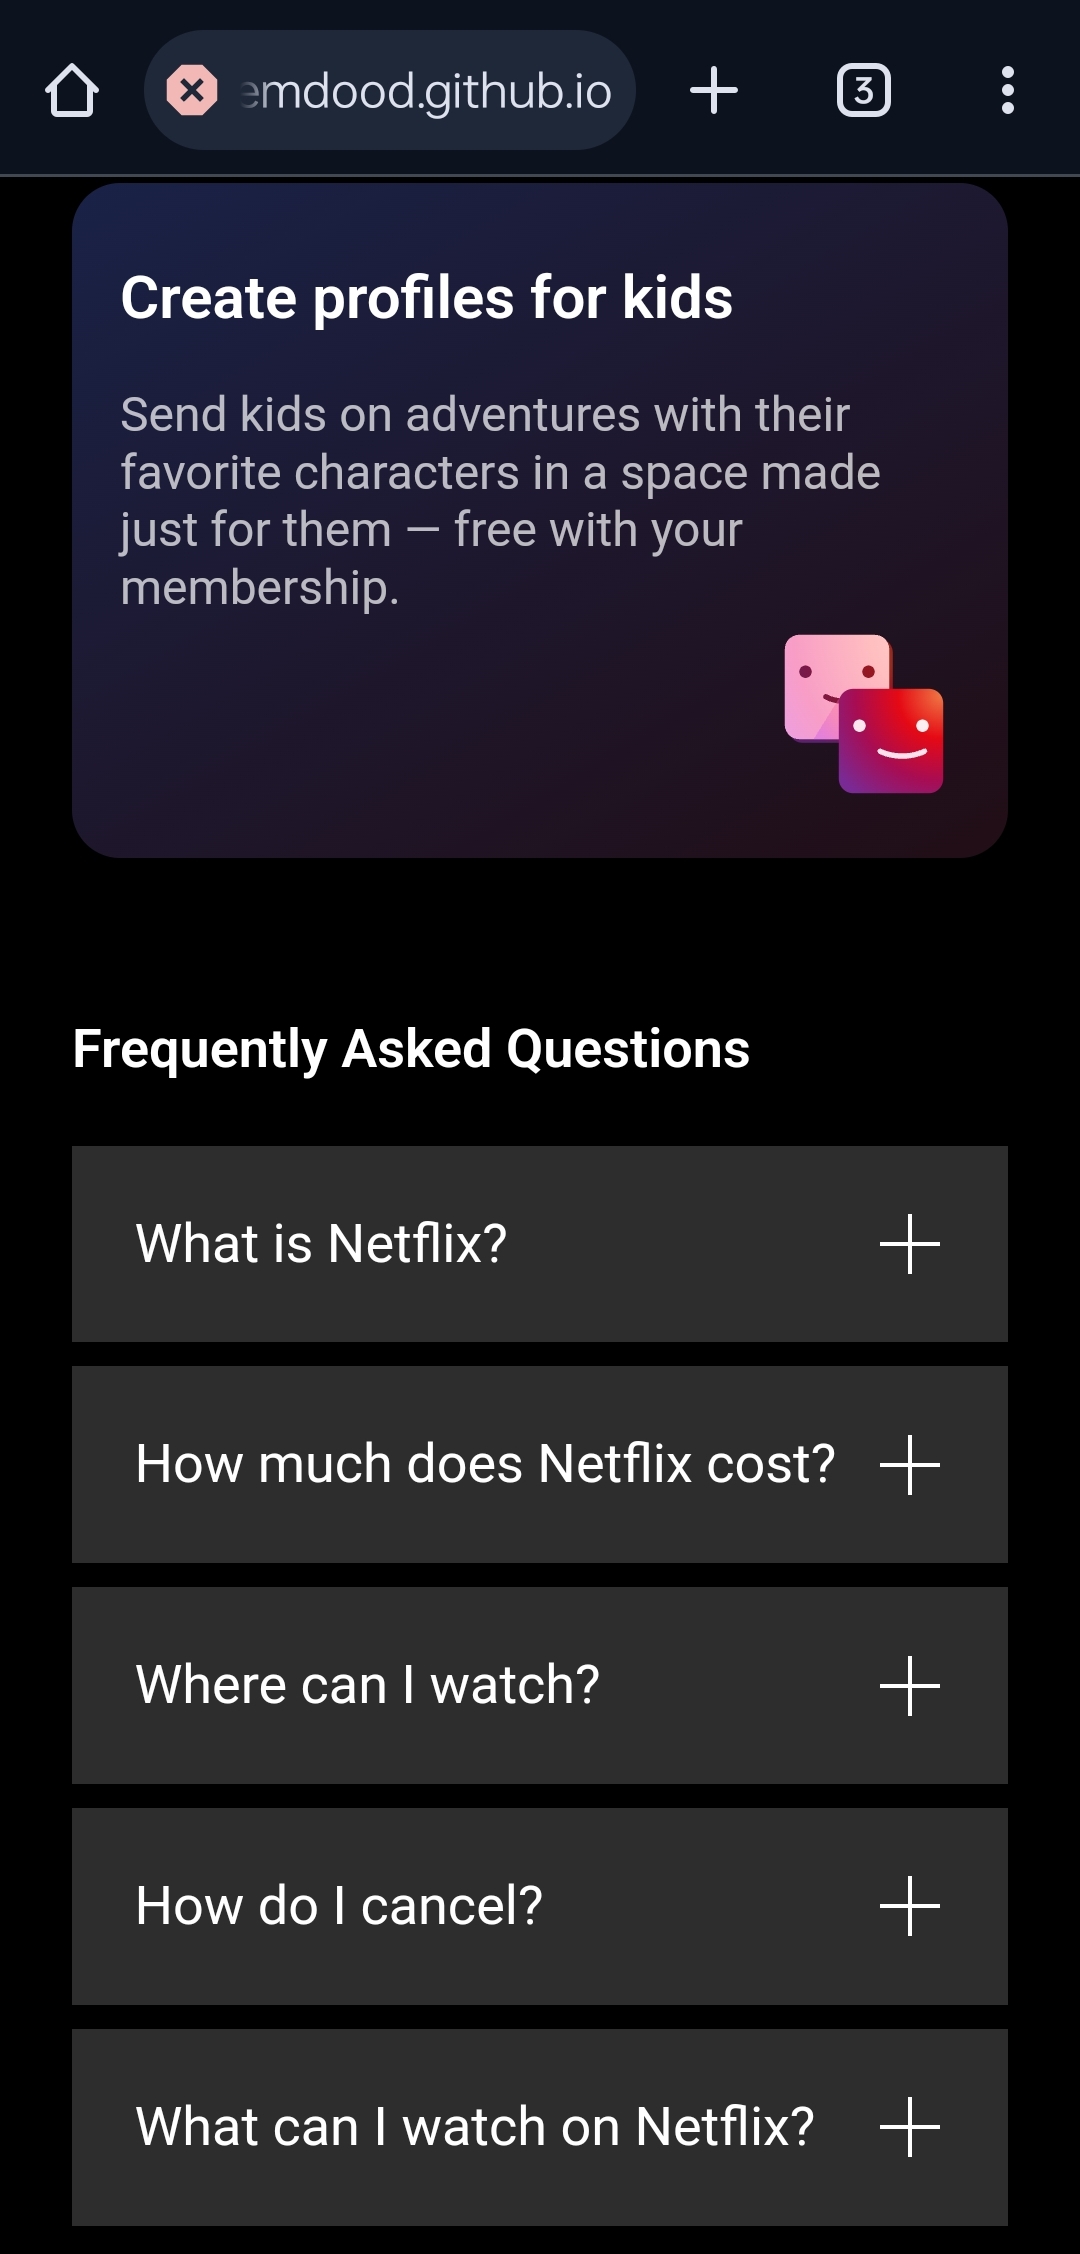 emdood.github.io
3
Create profiles for kids
Send kids on adventures with their
favorite characters in a space made
just for them — free with your
membership.
Frequently Asked Questions
What is Netflix?
How much does Netflix cost?
Where can I watch?
How do I cancel?
What can I watch on Netflix?